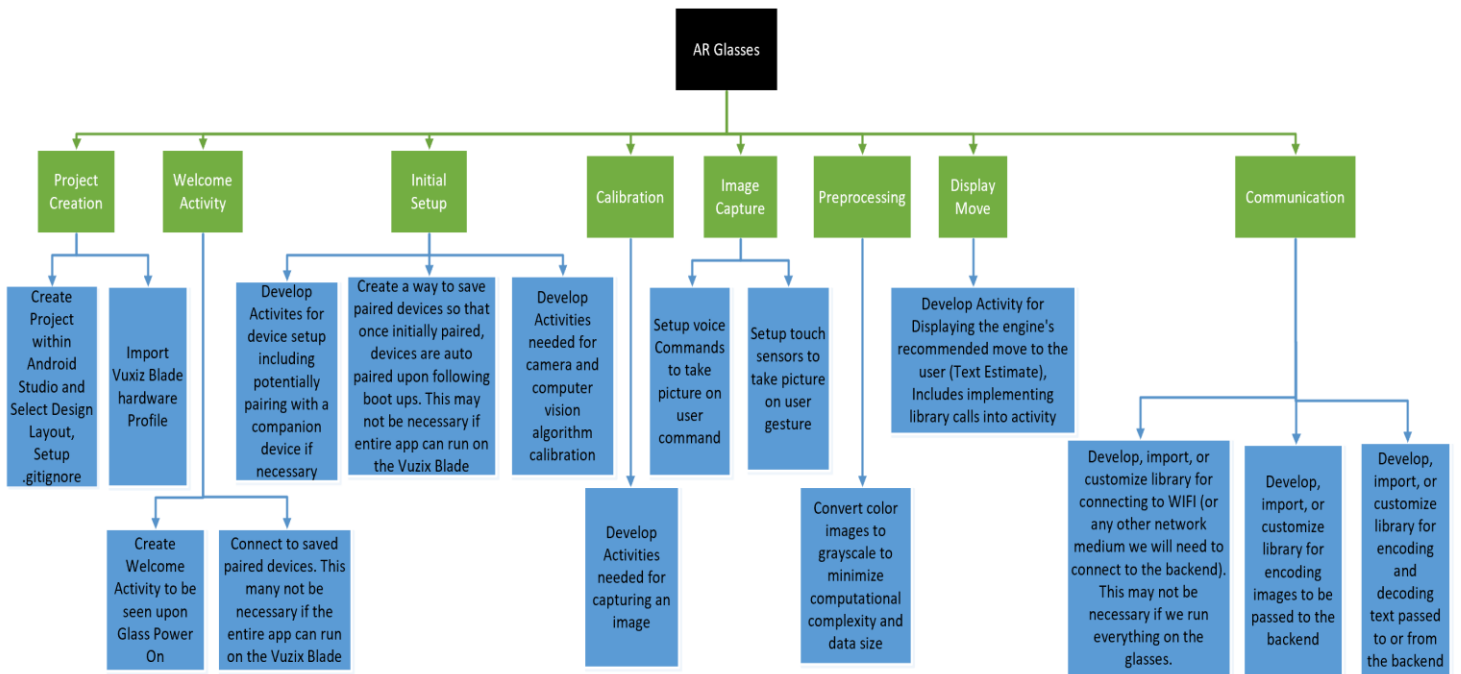 AR Glasses
Project
Creation
Welcome
Activity
Initial
Setup
Calibration
Image
Capture
Preprocessing
Display
Move
Communication
Create
Project
within
Android
Studio and
Select Design
Layout,
Setup
.gitignore
Import
Vuxiz Blade
hardware
Profile
Develop
Activites for
device setup
including
potentially
pairing with a
companion
device if
necessary
Create a way to save
paired devices so that
once initially paired,
devices are auto
paired upon following
boot ups. This may
not be necessary if
entire app can run on
the Vuzix Blade
Develop
Activities
needed for
camera and
computer
vision
algorithm
calibration
Setup voice
Commands
to take
picture on
user
command
Setup touch
sensors to
take picture
on user
gesture
Develop Activity for
Displaying the engine's
recommended move to the
user (Text Estimate),
Includes implementing
library calls into activity
Create
Welcome
Activity to be
seen upon
Glass Power
On
Connect to saved
paired devices. This
many not be
necessary if the
entire app can run
on the Vuzix Blade
Develop
Activities
needed for
capturing an
image
Convert color
images to
grayscale to
minimize
computational
complexity and
data size
Develop, import, or
customize library for
connecting to WIFI (or
any other network
medium we will need to
connect to the backend).
This may not be
necessary if we run
everything on the
glasses.
Develop,
import, or
customize
library for
encoding
images to be
passed to the
backend
Develop,
import, or
customize
library for
encoding
and
decoding
text passed
to or from
the backend